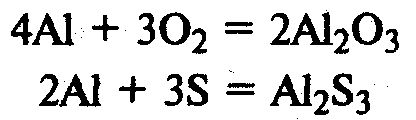 4Al + 3O₂ = 2Al₂O₃
2Al + 3S = Al₂S₃